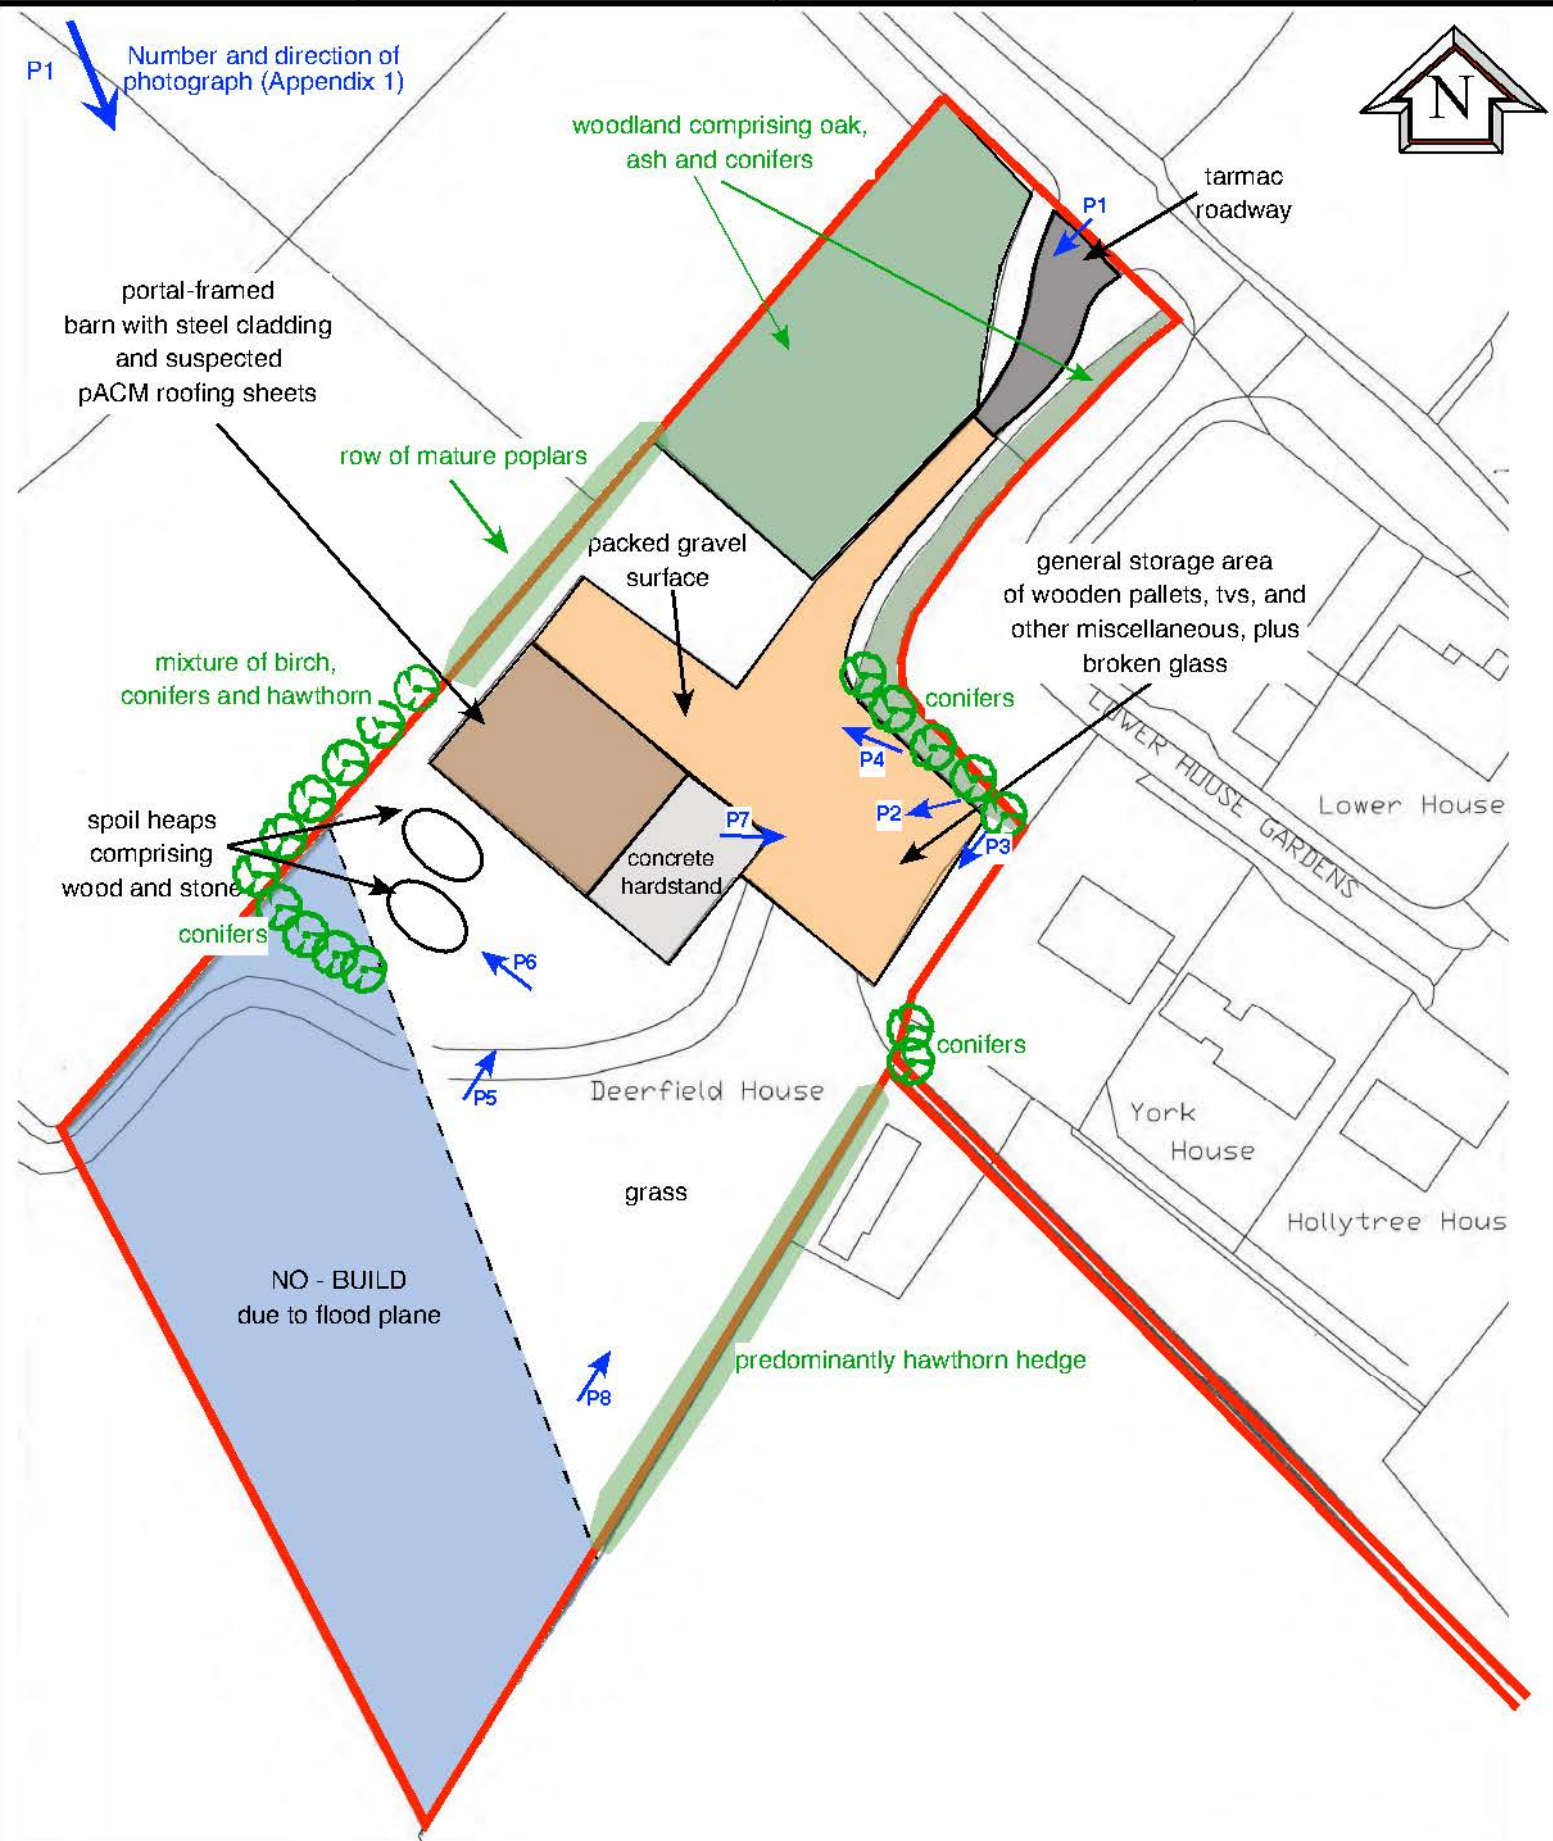 P1
Number and direction of
photograph (Appendix 1)
N
woodland comprising oak,
ash and conifers
tarmac
roadway
P1
portal-framed
barn with steel cladding
and suspected
pACM roofing sheets
row of mature poplars
packed gravel
surface
general storage area
of wooden pallets, tvs, and
other miscellaneous, plus
broken glass
mixture of birch,
conifers and hawthorn
conifers
LOWER HOUSE GARDENS
P4
Lower House
P2
P7
P3
spoil heaps
comprising
wood and stone
concrete
hardstand
conifers
P6
conifers
P5
Deerfield House
York
House
grass
Hollytree Hous
NO - BUILD
due to flood plane
predominantly hawthorn hedge
P8